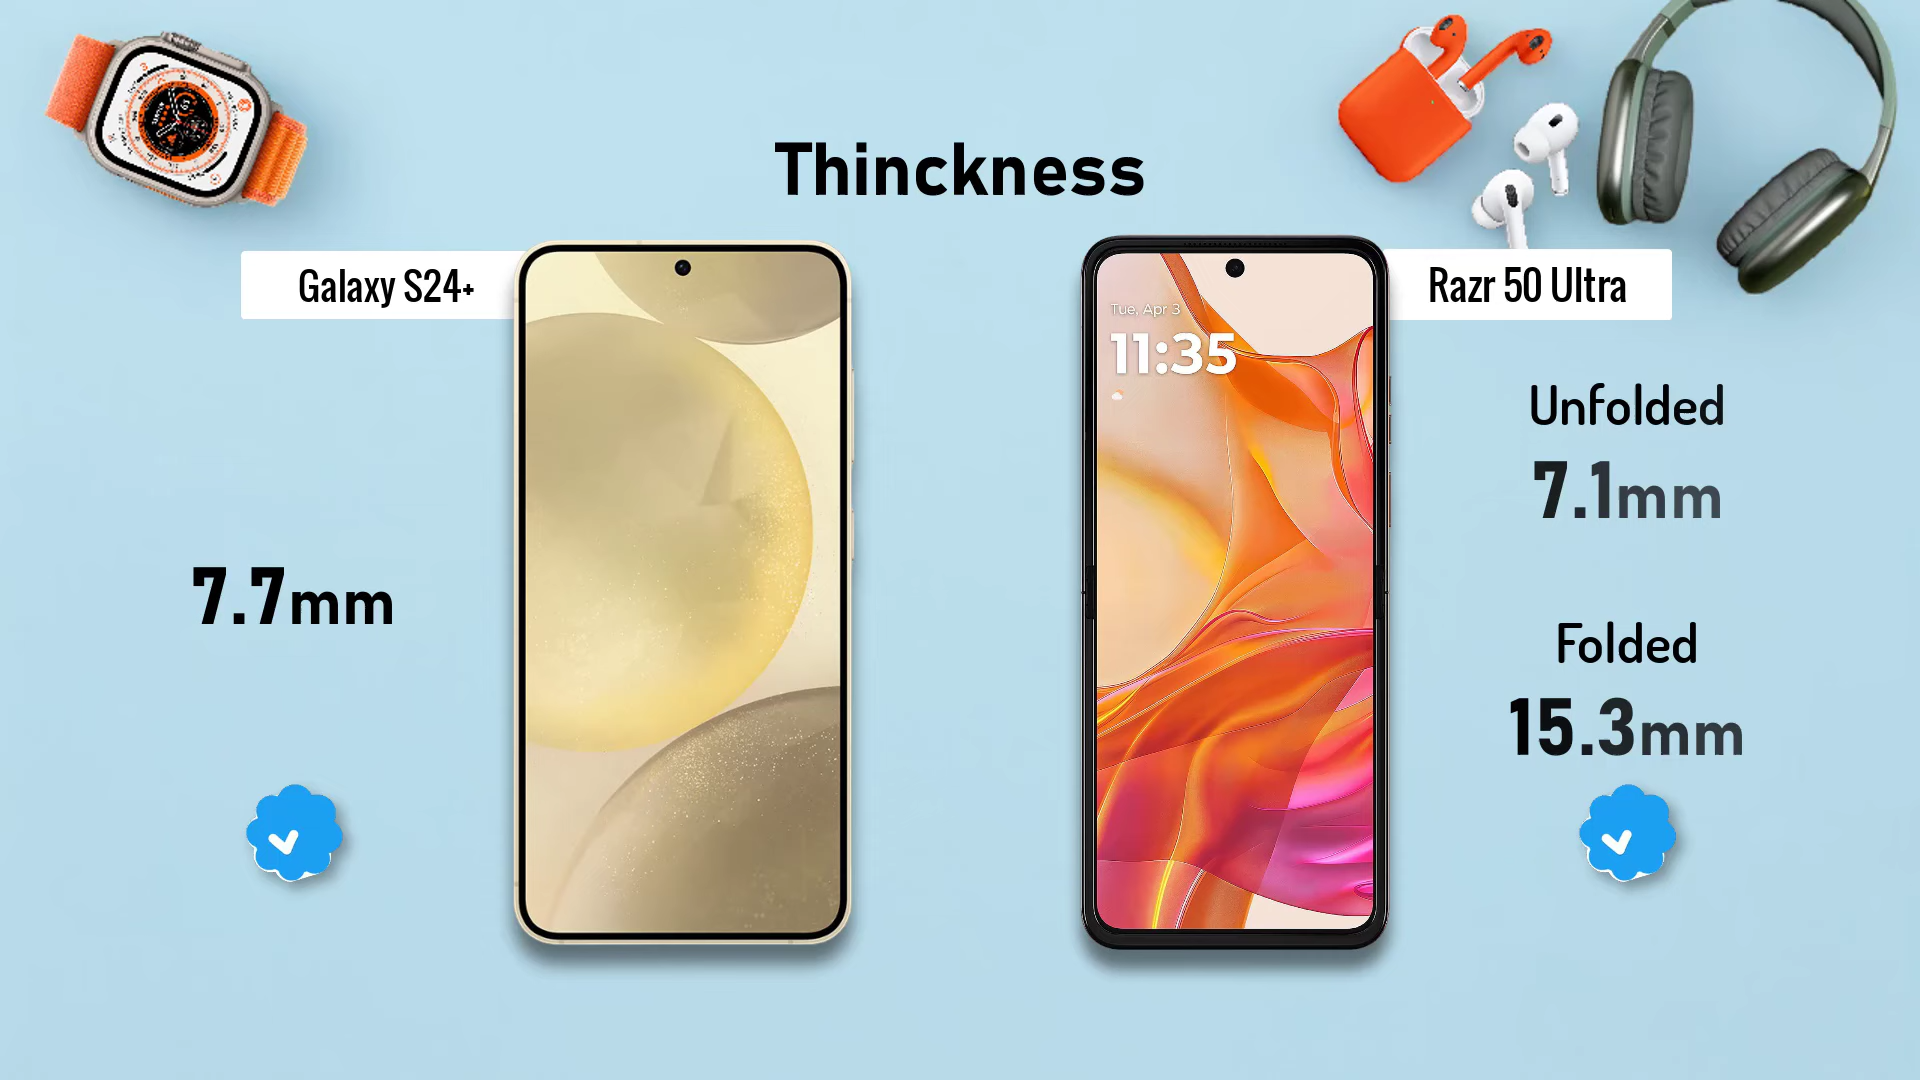 Thinckness
Galaxy S24+
Razr 50 Ultra
Tue, Apr 3
11:35
Unfolded
7.1mm
7.7mm
Folded
15.3mm